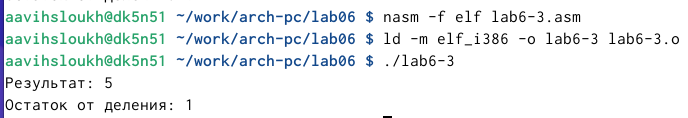 aavihsloukh@dk5n51 ~/work/arch-pc/lab06 $ nasm -f elf lab6-3.asm
aavihsloukh@dk5n51 ~/work/arch-pc/lab06 $ ld -m elf_i386 -o lab6-3 lab6-3.o
aavihsloukh@dk5n51 ~/work/arch-pc/lab06 $ ./lab6-3
Результат: 5
Остаток от деления: 1